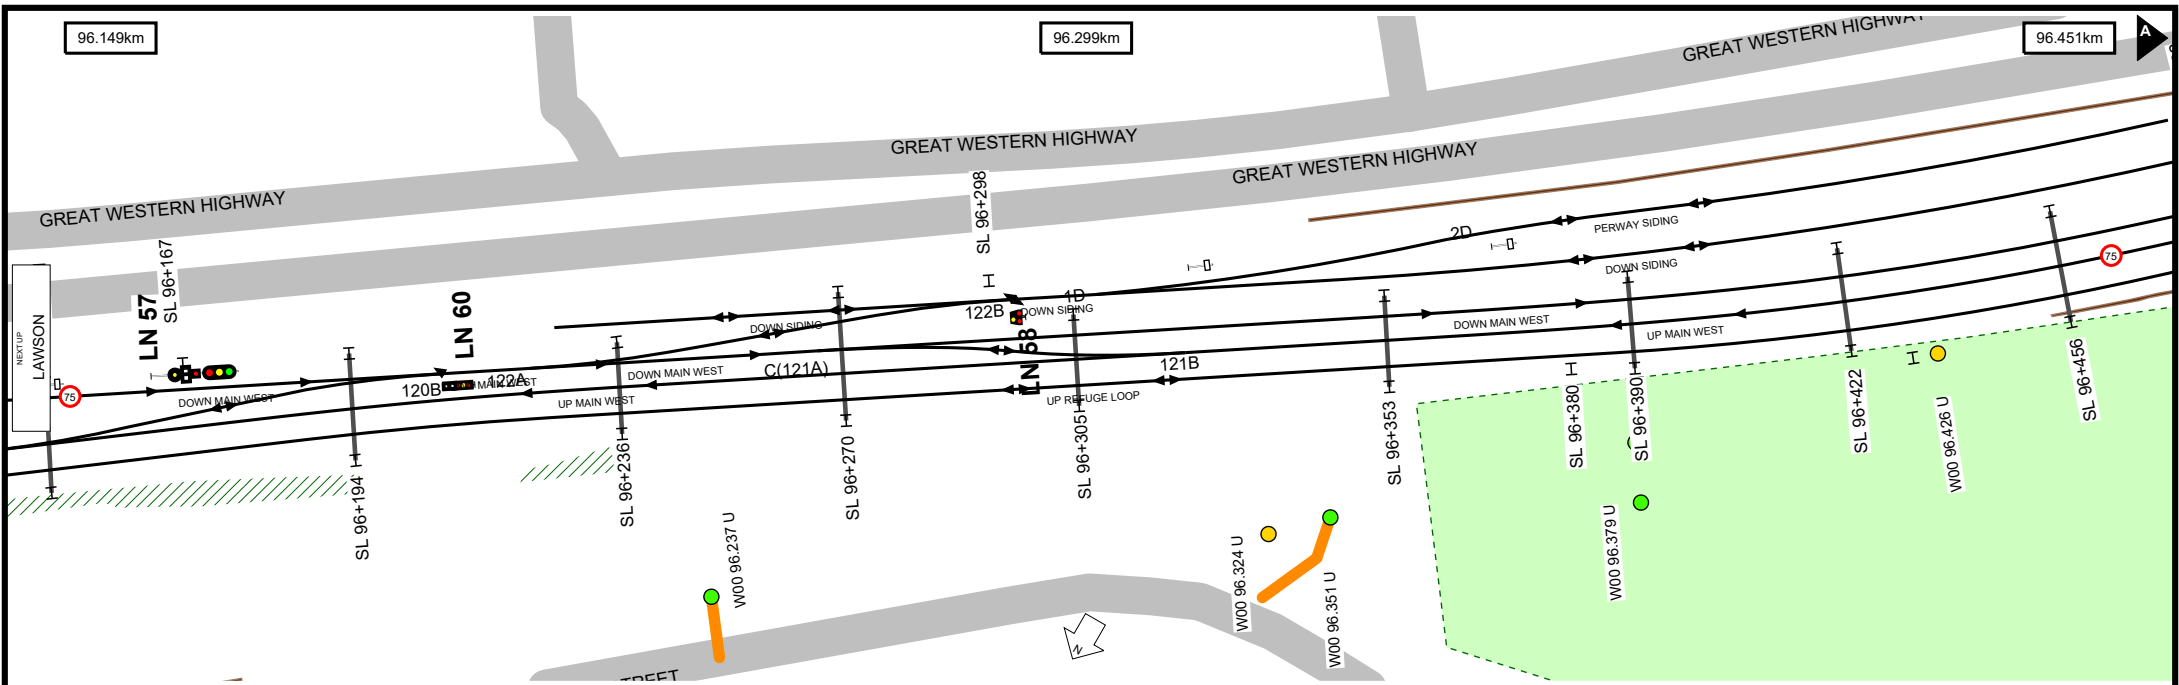 96.149km
96.299km
96.451km
A
GREAT WESTERN HIGHWAY
GREAT WESTERN HIGHWAY
GREAT WESTERN HIGHWAY
GREAT WESTERN HIGHWAY
SL 96+298
SL 96+167
2D
PERWAY SIDING
DOWN SIDING
NEXT UP
LAWSON
LN 57
LN 60
122B
1D
DOWN SIDING
DOWN SIDING
LN 58
DOWN MAIN WEST
UP MAIN WEST
75
75
DOWN MAIN WEST
120B
122A
MAIN WEST
DOWN MAIN WEST
C(121A)
121B
UP MAIN WEST
UP REFUGE LOOP
SL 96+194
SL 96+236
SL 96+270
SL 96+305
SL 96+353
SL 96+380
SL 96+390
SL 96+422
SL 96+456
W00 96.426 U
W00 96.237 U
W00 96.324 U
W00 96.351 U
W00 96.379 U
N